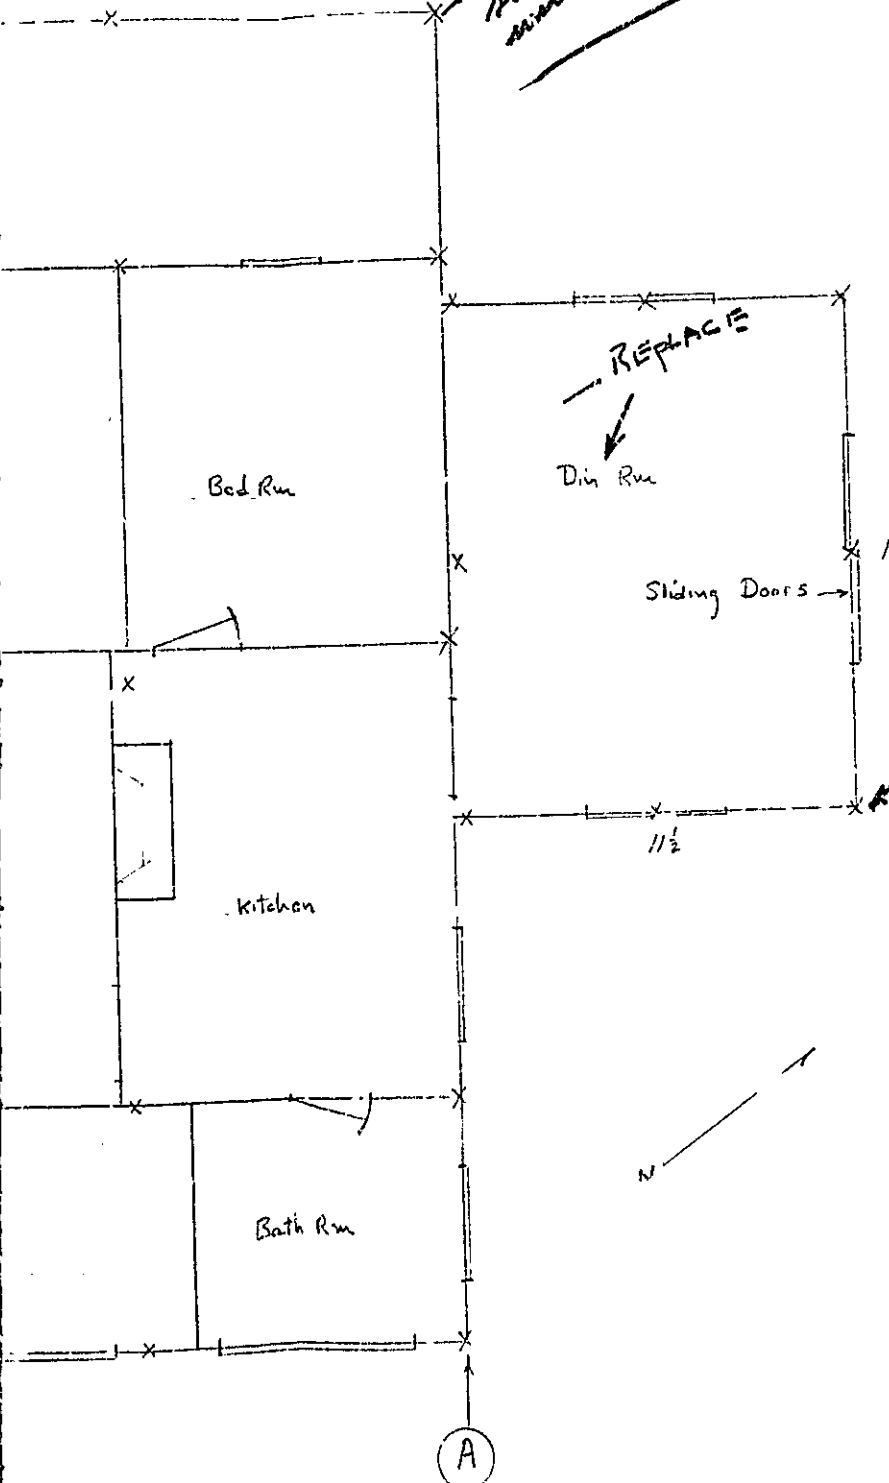 REplACE
Din Rm
Bed Rm
Sliding Doors
11½
Kitchen
N
Bath Rm
A